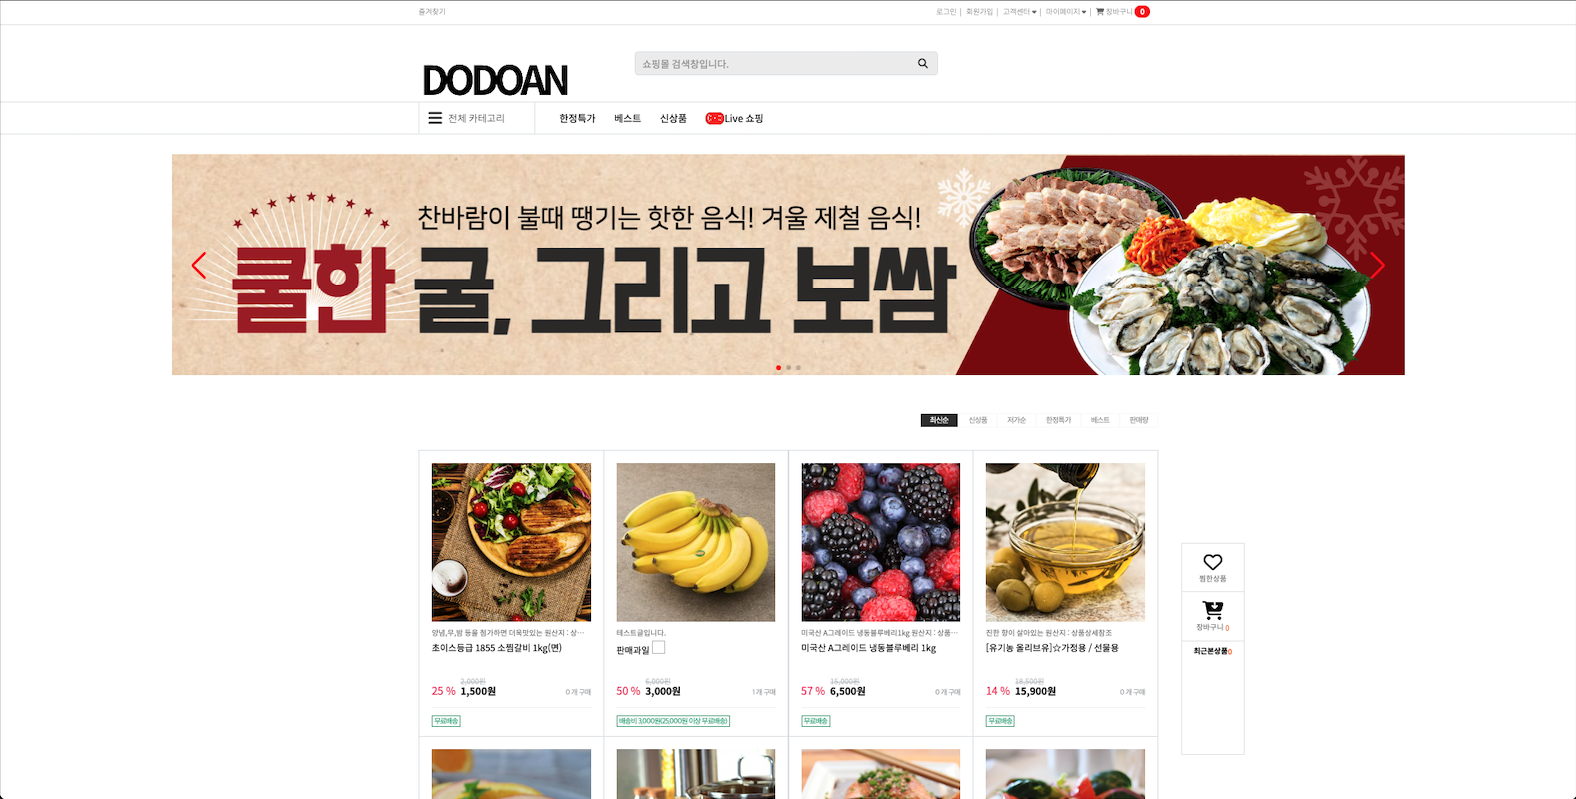 즐겨찾기
로그인 | 회원가입 | 고객센터 | 마이페이지 | 장바구니 0
DODOAN
쇼핑몰 검색창입니다.
전체 카테고리
한정특가 베스트 신상품 Live 쇼핑
찬바람이 불때 땡기는 핫한 음식! 겨울 제철 음식!
쿨한 굴, 그리고 보쌈
최신순 신상품 저가순 한정특가 베스트 판매량
양념,무,밤 등을 첨가하면 더욱맛있는 원산지 : 상…
초이스등급 1855 소찜갈비 1kg(면)
2,000원
25 % 1,500원 0 개 구매
무료배송
테스트글입니다.
판매과일
6,000원
50 % 3,000원 1 개 구매
배송비 3,000원(25,000원 이상 무료배송)
미국산 A그레이드 냉동블루베리1kg 원산지 : 상품…
미국산 A그레이드 냉동블루베리 1kg
15,000원
57 % 6,500원 0 개 구매
무료배송
진한 향이 살아있는 원산지 : 상품상세참조
[유기농 올리브유]☆가정용 / 선물용
18,500원
14 % 15,900원 0 개 구매
무료배송
찜한상품
장바구니 0
최근본상품0